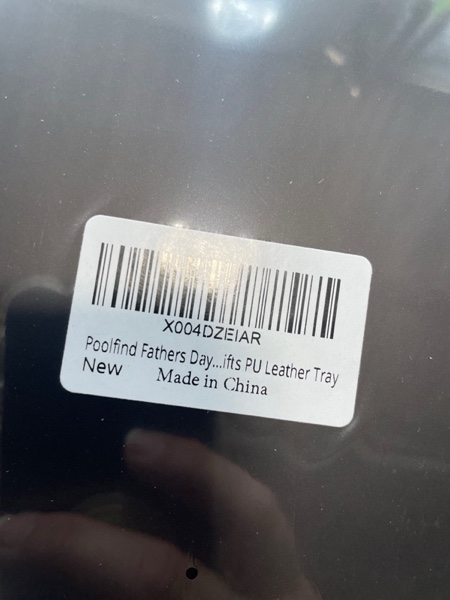 X004DZEIAR
Poolfind Fathers Day...ifts PU Leather Tray
New
Made in China